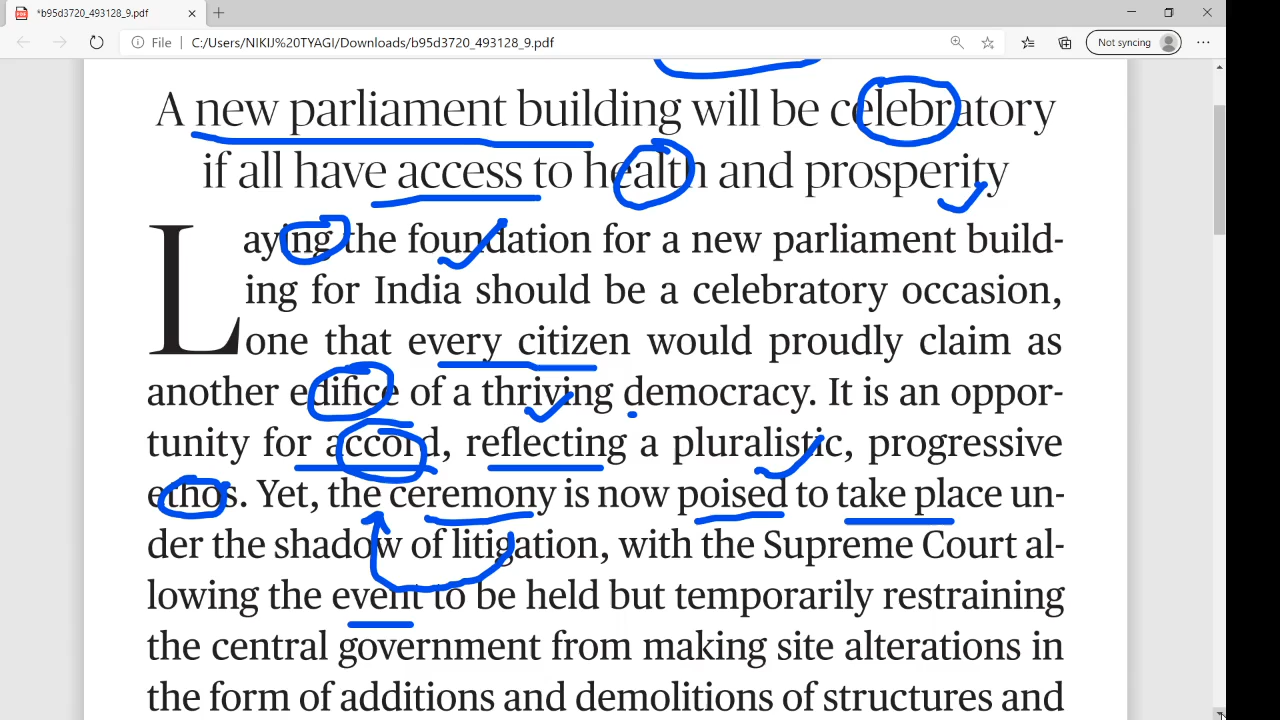 *b95d3720_493128_9.pdf
File | C:/Users/NIKIJ%20TYAGI/Downloads/b95d3720_493128_9.pdf
Not syncing
A new parliament building will be celebratory
if all have access to health and prosperity
Laying the foundation for a new parliament build-
ing for India should be a celebratory occasion,
one that every citizen would proudly claim as
another edifice of a thriving democracy. It is an oppor-
tunity for accord, reflecting a pluralistic, progressive
ethos. Yet, the ceremony is now poised to take place un-
der the shadow of litigation, with the Supreme Court al-
lowing the event to be held but temporarily restraining
the central government from making site alterations in
the form of additions and demolitions of structures and